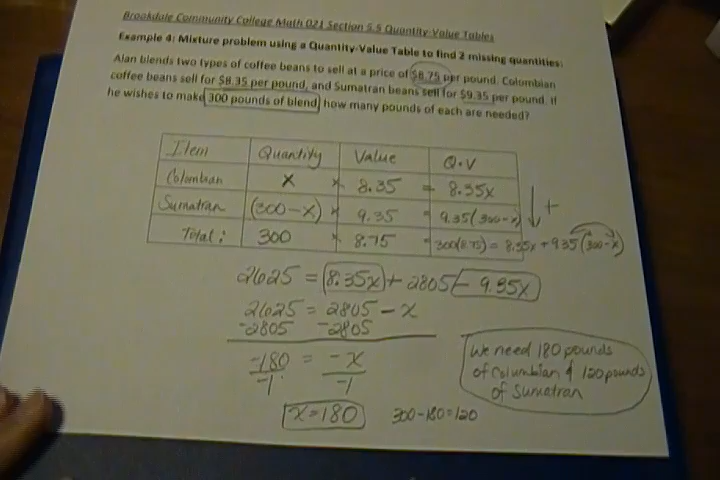 Brookdale Community College Math 021 Section 5.5 Quantity-Value Tables
Example 4: Mixture problem using a Quantity-Value Table to find 2 missing quantities:
Alan blends two types of coffee beans to sell at a price of $8.75 per pound. Colombian
coffee beans sell for $8.35 per pound, and Sumatran beans sell for $9.35 per pound. If
he wishes to make 300 pounds of blend, how many pounds of each are needed?
Item Quantity Value Q·V
Colombian x × 8.35 = 8.35x
Sumatran (300-x) × 9.35 = 9.35(300-x) +
Total: 300 × 8.75 = 300(8.75) = 8.35x + 9.35(300-x)
2625 = 8.35x + 2805 - 9.35x
2625 = 2805 - x
-2805 -2805
-180 = -x
-1 -1
x = 180
300-180=120
We need 180 pounds
of Columbian & 120 pounds
of Sumatran